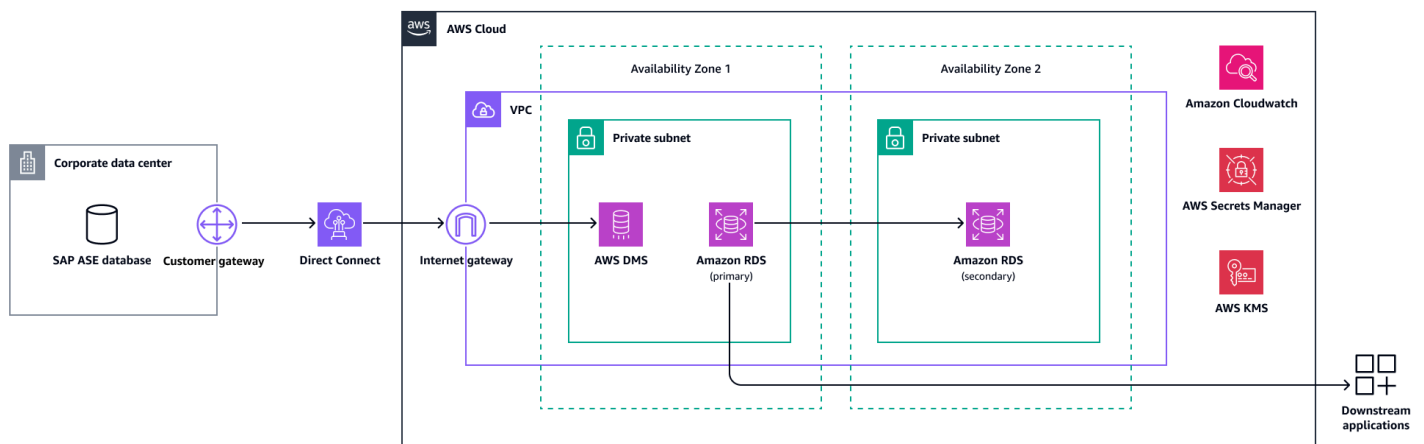 aws
AWS Cloud
Availability Zone 1
Availability Zone 2
Amazon Cloudwatch
VPC
Private subnet
Private subnet
Corporate data center
AWS Secrets Manager
SAP ASE database
Customer gateway
Direct Connect
Internet gateway
AWS DMS
Amazon RDS
(primary)
Amazon RDS
(secondary)
AWS KMS
Downstream
applications